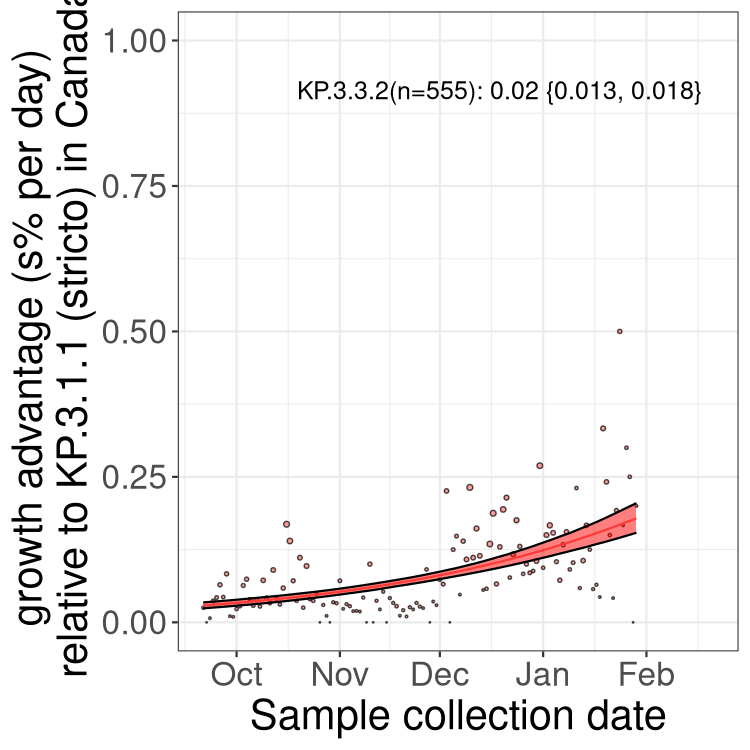 growth advantage (s% per day)
relative to KP.3.1.1 (stricto) in Canada
1.00
0.75
0.50
0.25
0.00
KP.3.3.2(n=555): 0.02 {0.013, 0.018}
Oct Nov Dec Jan Feb
Sample collection date